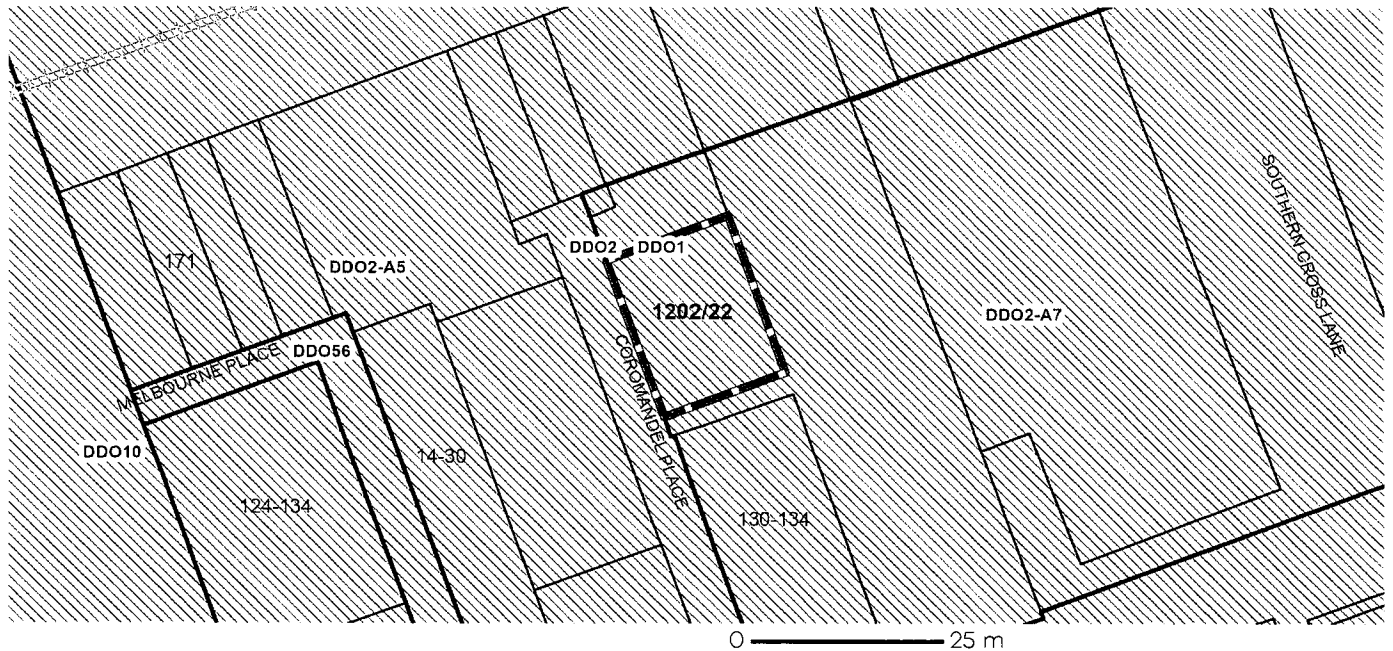 SOUTHERN CROSS LANE
DDO2
DDO1
171
DDO2-A5
1202/22
DDO2-A7
DDO56
MELBOURNE PLACE
COROMANDEL PLACE
DDO10
14-30
124-134
130-134
0 25 m